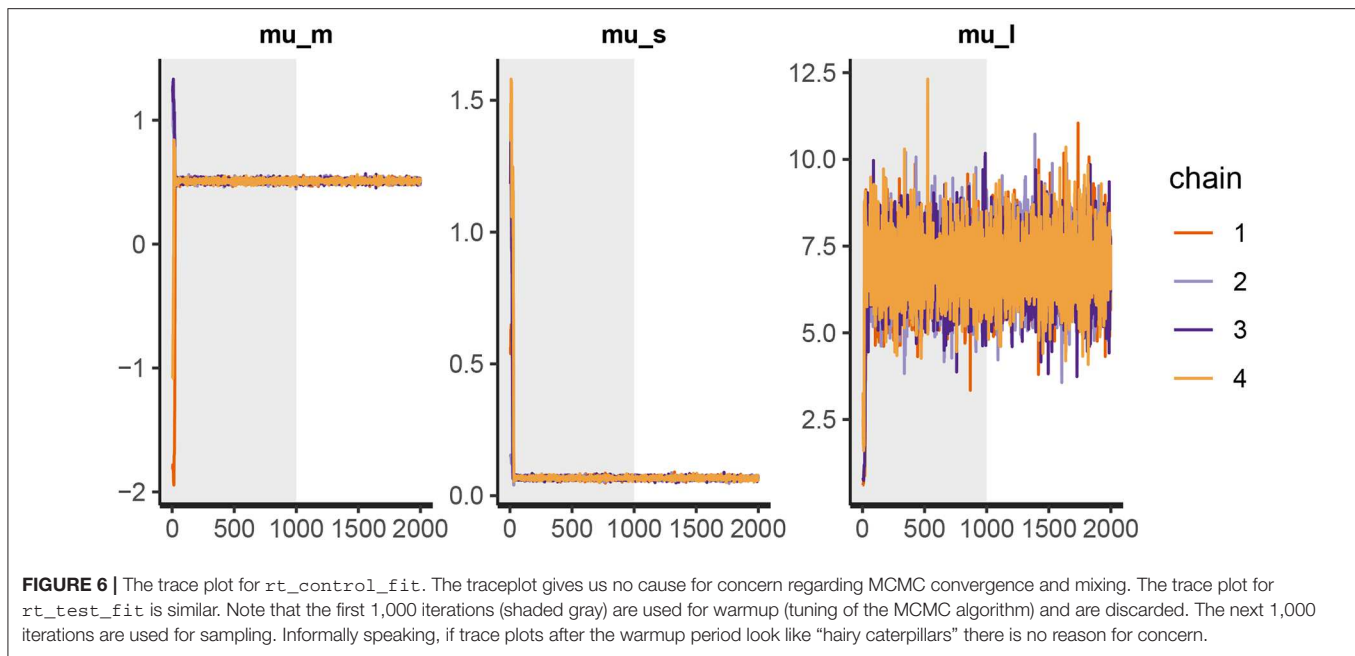 mu_m
mu_s
mu_l
1
0
−1
−2
0 500 1000 1500 2000
1.5
1.0
0.5
0.0
0 500 1000 1500 2000
12.5
10.0
7.5
5.0
2.5
0 500 1000 1500 2000
chain
1
2
3
4
FIGURE 6 | The trace plot for rt_control_fit. The traceplot gives us no cause for concern regarding MCMC convergence and mixing. The trace plot for
rt_test_fit is similar. Note that the first 1,000 iterations (shaded gray) are used for warmup (tuning of the MCMC algorithm) and are discarded. The next 1,000
iterations are used for sampling. Informally speaking, if trace plots after the warmup period look like “hairy caterpillars” there is no reason for concern.